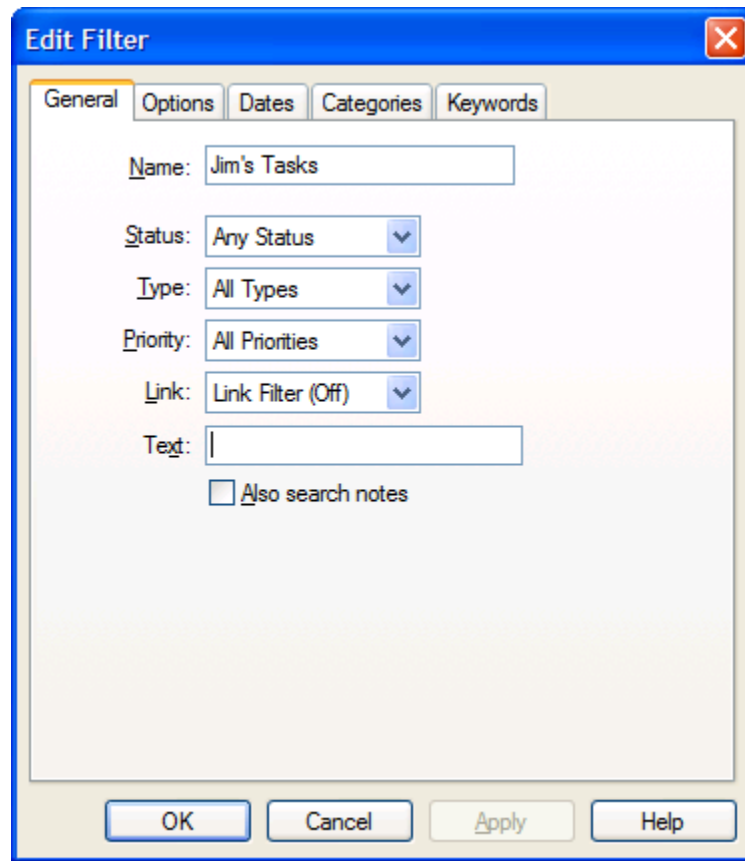 Edit Filter
General Options Dates Categories Keywords
Name: Jim's Tasks
Status: Any Status
Type: All Types
Priority: All Priorities
Link: Link Filter (Off)
Text:
Also search notes
OK Cancel Apply Help